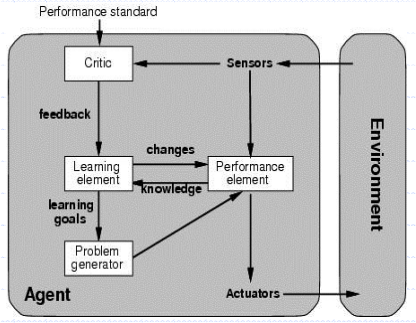 Performance standard
Critic
Sensors
feedback
changes
Learning
element
Performance
element
knowledge
learning
goals
Problem
generator
Agent
Actuators
Environment